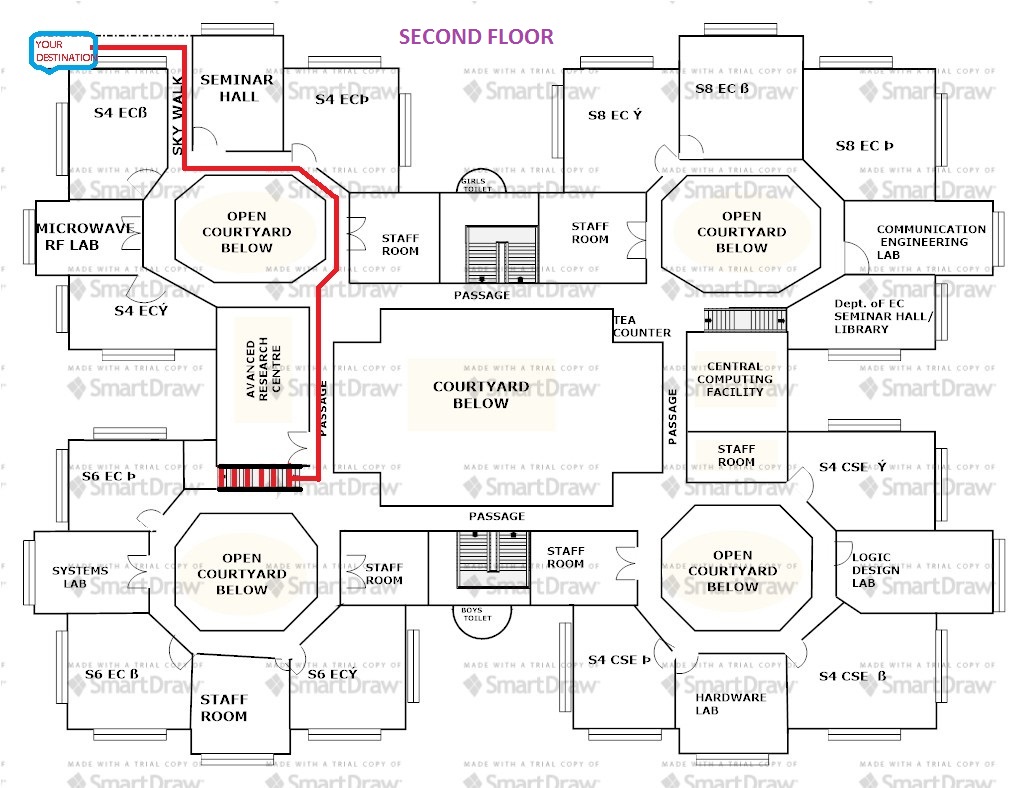 SECOND FLOOR
YOUR
DESTINATION
SKY WALK
SEMINAR
HALL
S4 ECß
S4 ECÞ
S8 EC Ý
S8 EC ß
S8 EC Þ
GIRLS
TOILET
MICROWAVE
RF LAB
OPEN
COURTYARD
BELOW
STAFF
ROOM
STAFF
ROOM
OPEN
COURTYARD
BELOW
COMMUNICATION
ENGINEERING
LAB
S4 ECÝ
PASSAGE
TEA
COUNTER
Dept. of EC
SEMINAR HALL/
LIBRARY
AVANCED
RESEARCH
CENTRE
PASSAGE
COURTYARD
BELOW
PASSAGE
CENTRAL
COMPUTING
FACILITY
STAFF
ROOM
S6 EC Þ
S4 CSE Ý
PASSAGE
SYSTEMS
LAB
OPEN
COURTYARD
BELOW
STAFF
ROOM
STAFF
ROOM
OPEN
COURTYARD
BELOW
LOGIC
DESIGN
LAB
BOYS
TOILET
S6 EC ß
STAFF
ROOM
S6 ECÝ
S4 CSE Þ
HARDWARE
LAB
S4 CSE ß
MADE WITH A TRIAL COPY OF
SmartDraw